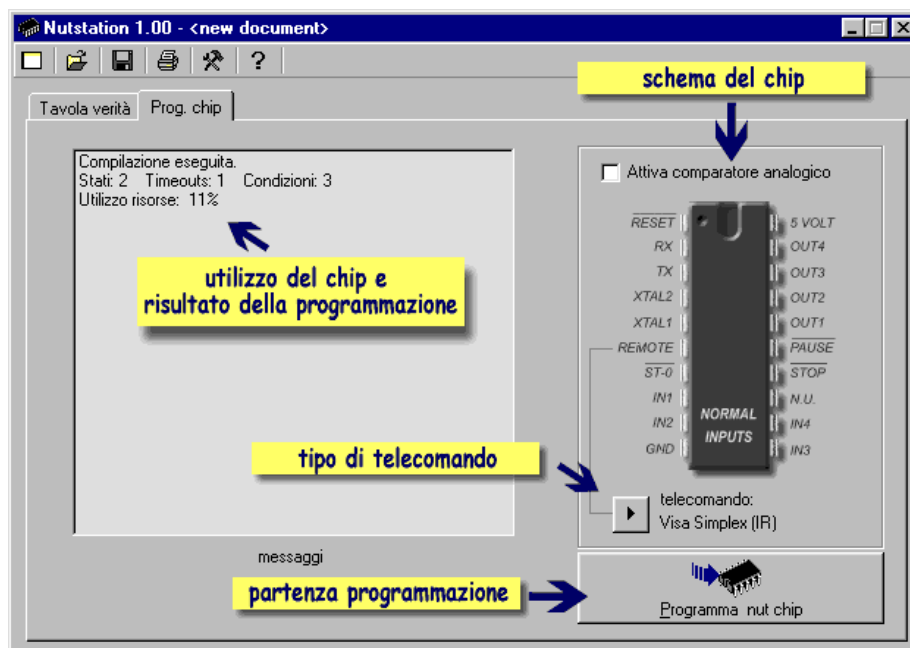 Nutstation 1.00 - <new document>
?
schema del chip
Tavola verità
Prog. chip
Compilazione eseguita.
Stati: 2 Timeouts: 1 Condizioni: 3
Utilizzo risorse: 11%
utilizzo del chip e
risultato della programmazione
Attiva comparatore analogico
RESET
5 VOLT
RX
OUT4
TX
OUT3
XTAL2
OUT2
XTAL1
OUT1
REMOTE
PAUSE
ST-0
STOP
IN1
N.U.
IN2
IN4
GND
IN3
NORMAL
INPUTS
tipo di telecomando
telecomando:
Visa Simplex (IR)
messaggi
partenza programmazione
Programma nut chip